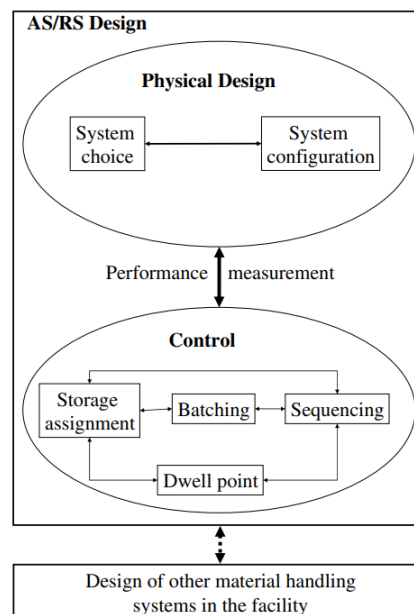 AS/RS Design
Physical Design
System
choice
System
configuration
Performance measurement
Control
Storage
assignment
Batching
Sequencing
Dwell point
Design of other material handling
systems in the facility